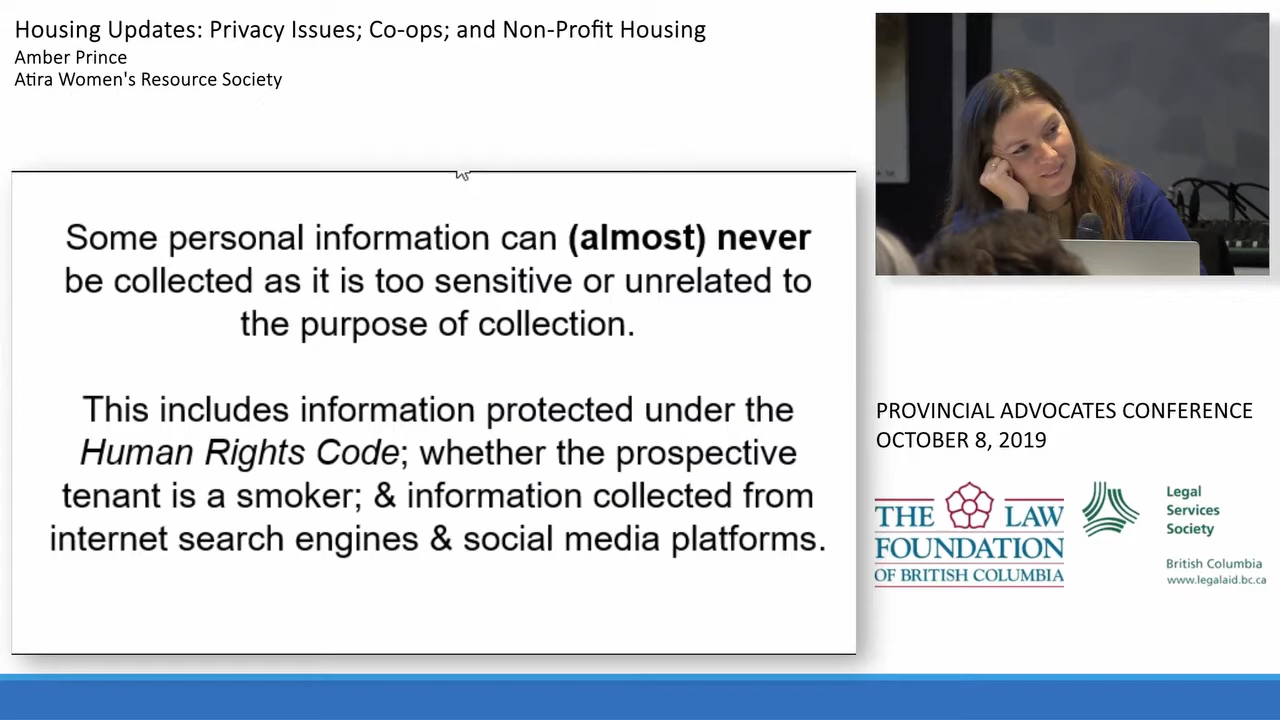 Housing Updates: Privacy Issues; Co-ops; and Non-Profit Housing
Amber Prince
Atira Women's Resource Society
Some personal information can (almost) never
be collected as it is too sensitive or unrelated to
the purpose of collection.
This includes information protected under the
Human Rights Code; whether the prospective
tenant is a smoker; & information collected from
internet search engines & social media platforms.
PROVINCIAL ADVOCATES CONFERENCE
OCTOBER 8, 2019
THE LAW
FOUNDATION
OF BRITISH COLUMBIA
Legal
Services
Society
British Columbia
www.legalaid.bc.ca